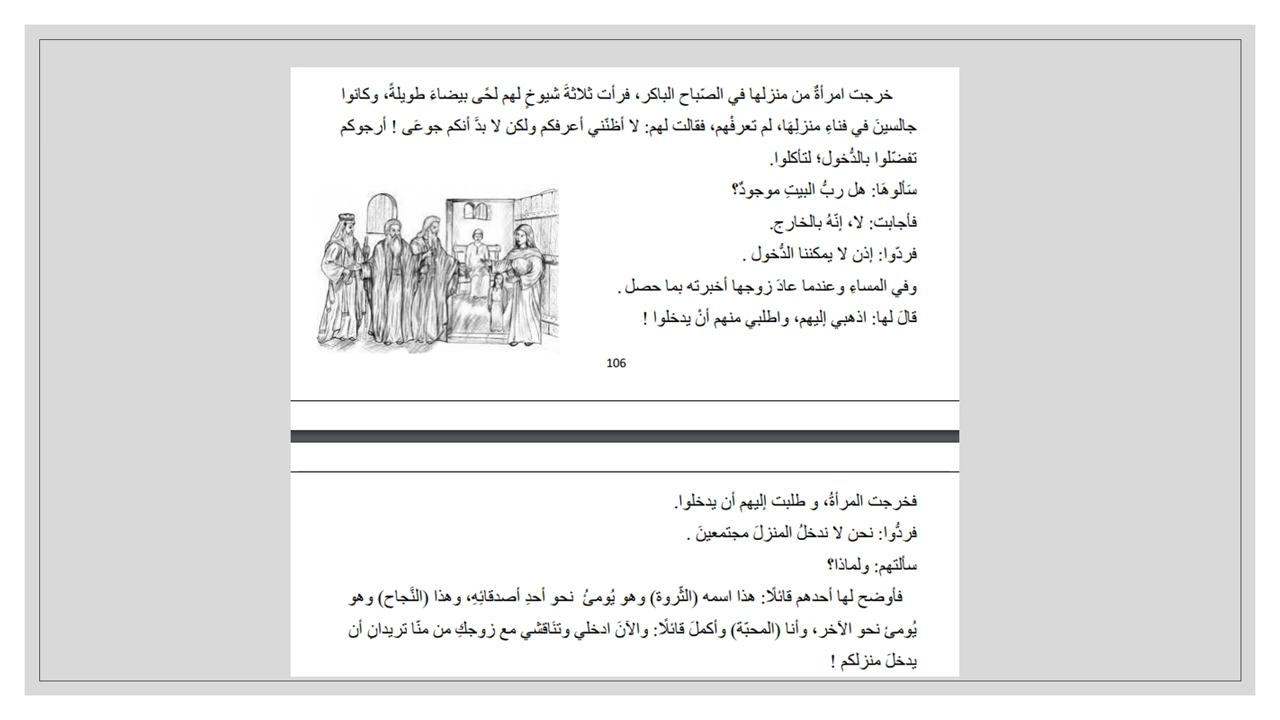 خرجت امرأةٌ من منزلها في الصّباح الباكر، فرأت ثلاثةَ شيوخٍ لهم لحًى بيضاءَ طويلةً، وكانوا
جالسينَ في فناءِ منزلِهَا، لم تعرفْهم، فقالت لهم: لا أظنّني أعرفكم ولكن لا بدَّ أنكم جوعَى ! أرجوكم
تفضّلوا بالدُّخول؛ لتأكلوا.
سَألوهَا: هل ربُّ البيتِ موجودٌ؟
فأجابت: لا، إنّهُ بالخارج.
فردّوا: إذن لا يمكننا الدُّخول .
وفي المساءِ وعندما عادَ زوجها أخبرته بما حصل .
قالَ لها: اذهبي إليهم، واطلبي منهم أنْ يدخلوا !
106
فخرجت المرأةُ، و طلبت إليهم أن يدخلوا.
فردُّوا: نحن لا ندخلُ المنزلَ مجتمعينَ .
سألتهم: ولماذا؟
فأوضح لها أحدهم قائلًا: هذا اسمه (الثّروة) وهو يُومئُ نحو أحدِ أصدقائِهِ، وهذا (النَّجاح) وهو
يُومئ نحو الآخر، وأنا (المحبّة) وأكملَ قائلًا: والآنَ ادخلي وتنَاقشي مع زوجكِ من منّا تريدانِ أن
يدخلَ منزلكم !